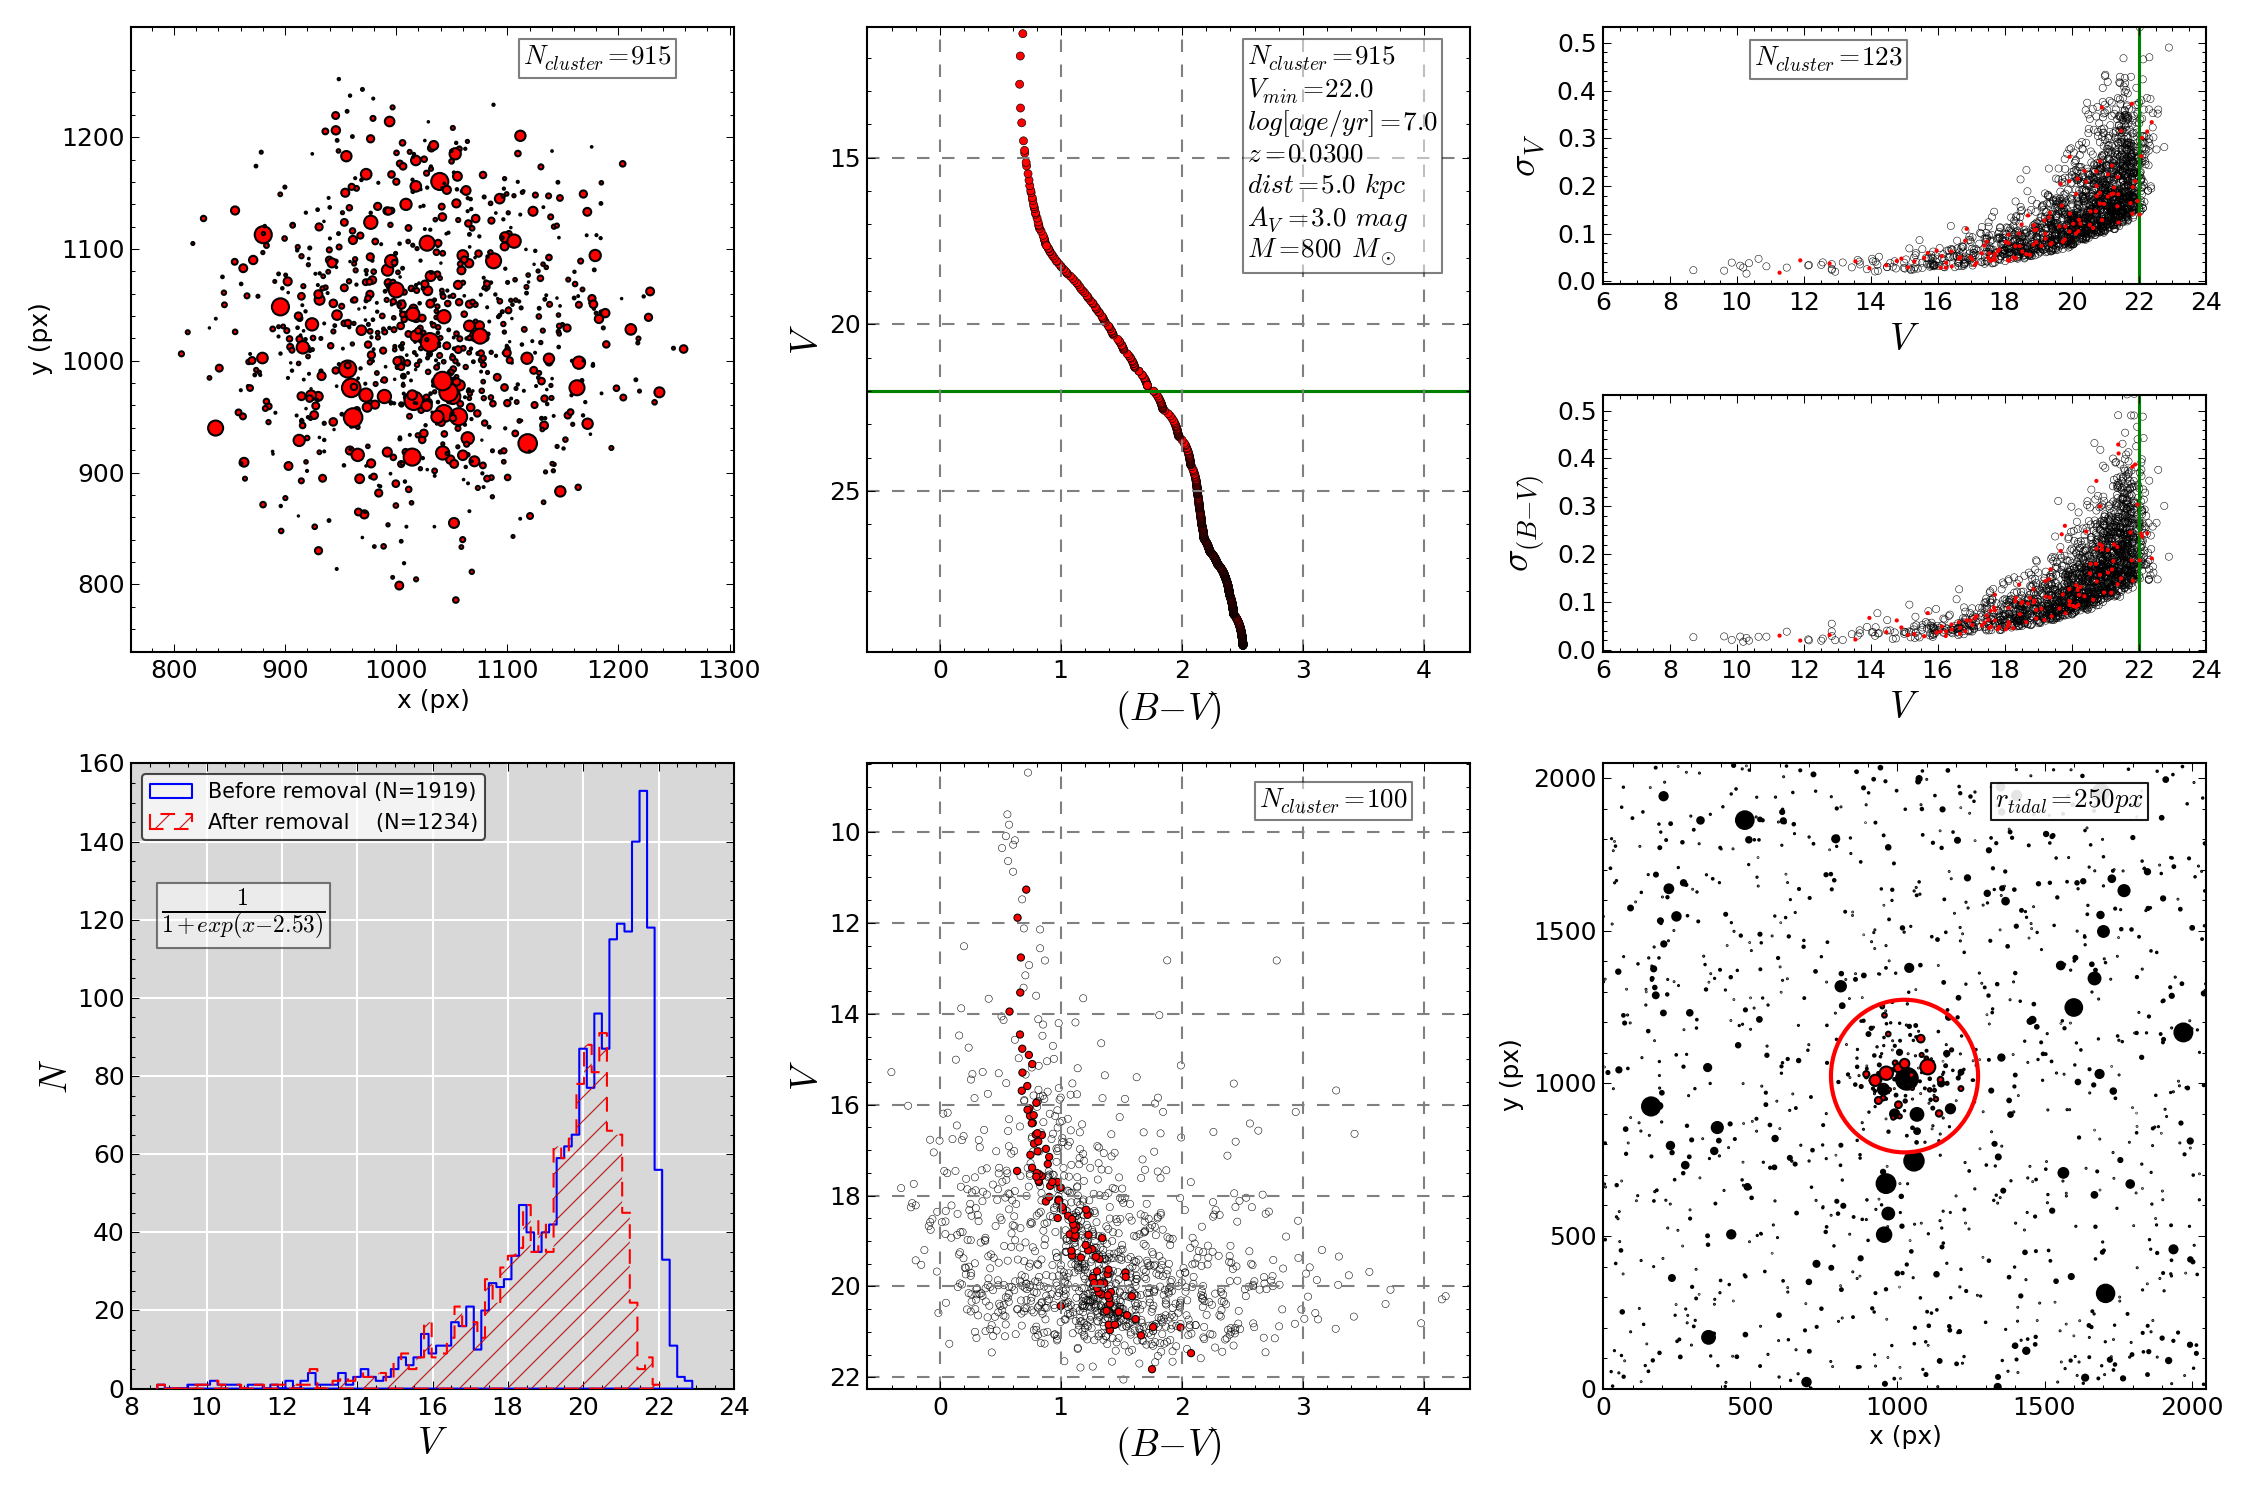 N_cluster=915
1200
1100
1000
900
800
y (px)
800 900 1000 1100 1200 1300
x (px)
N_cluster=915
V_min=22.0
log[age/yr]=7.0
z=0.0300
dist=5.0 kpc
A_V=3.0 mag
M=800 M_⊙
15
20
25
V
0 1 2 3 4
(B−V)
N_cluster=123
0.5
0.4
0.3
0.2
0.1
0.0
σ_V
6 8 10 12 14 16 18 20 22 24
V
0.5
0.4
0.3
0.2
0.1
0.0
σ_(B−V)
6 8 10 12 14 16 18 20 22 24
V
160
140
120
100
80
60
40
20
0
N
Before removal (N=1919)
After removal (N=1234)
1
1+exp(x−2.53)
8 10 12 14 16 18 20 22 24
V
N_cluster=100
10
12
14
16
18
20
22
V
0 1 2 3 4
(B−V)
r_tidal=250px
2000
1500
1000
500
0
y (px)
0 500 1000 1500 2000
x (px)